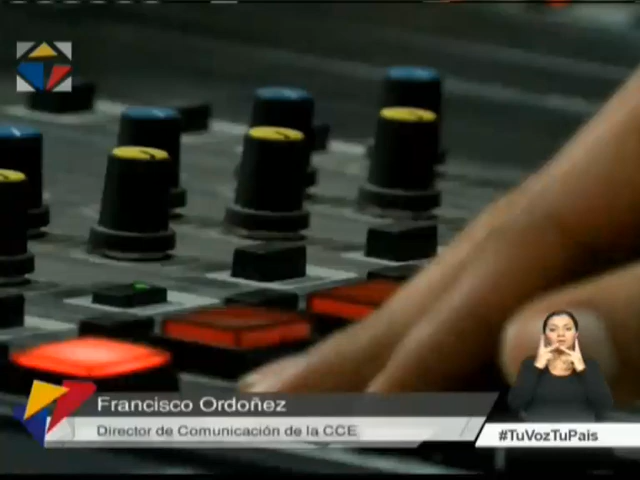 Francisco Ordoñez
Director de Comunicación de la CCE
#TuVozTuPais